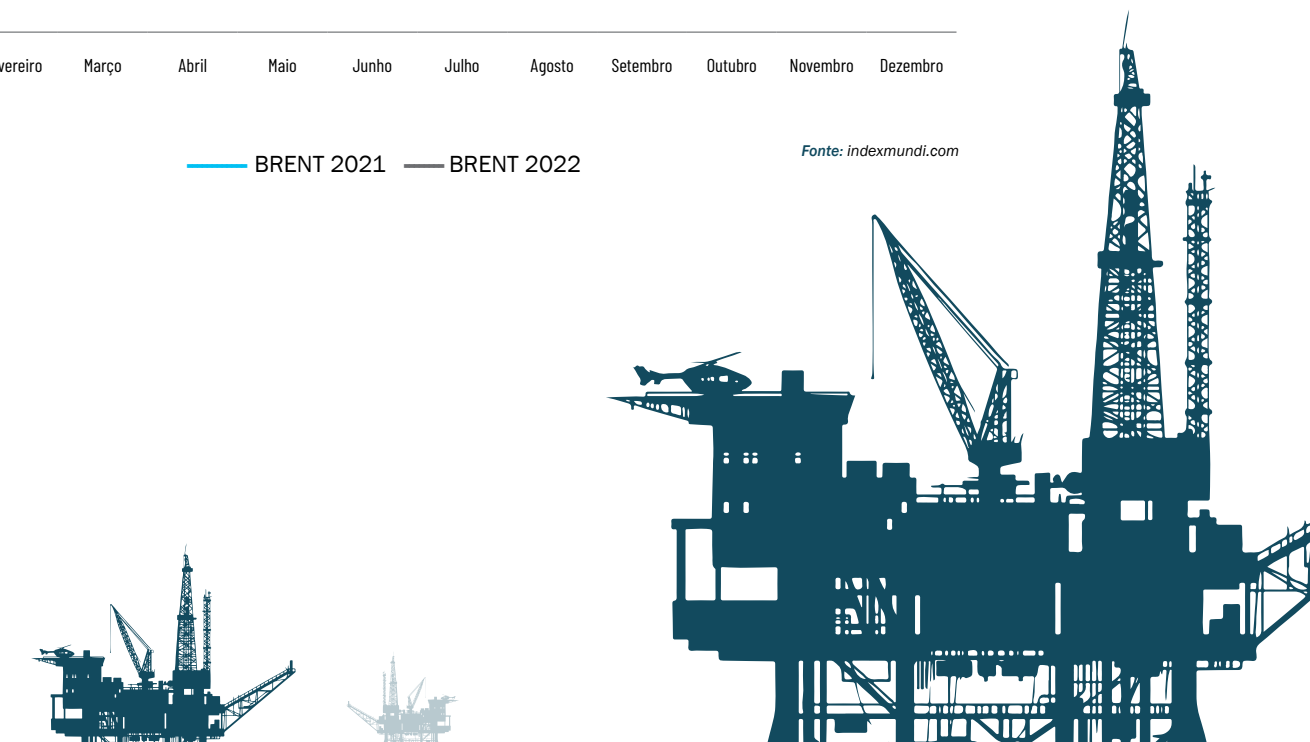 vereiro Março Abril Maio Junho Julho Agosto Setembro Outubro Novembro Dezembro
BRENT 2021 BRENT 2022
Fonte: indexmundi.com